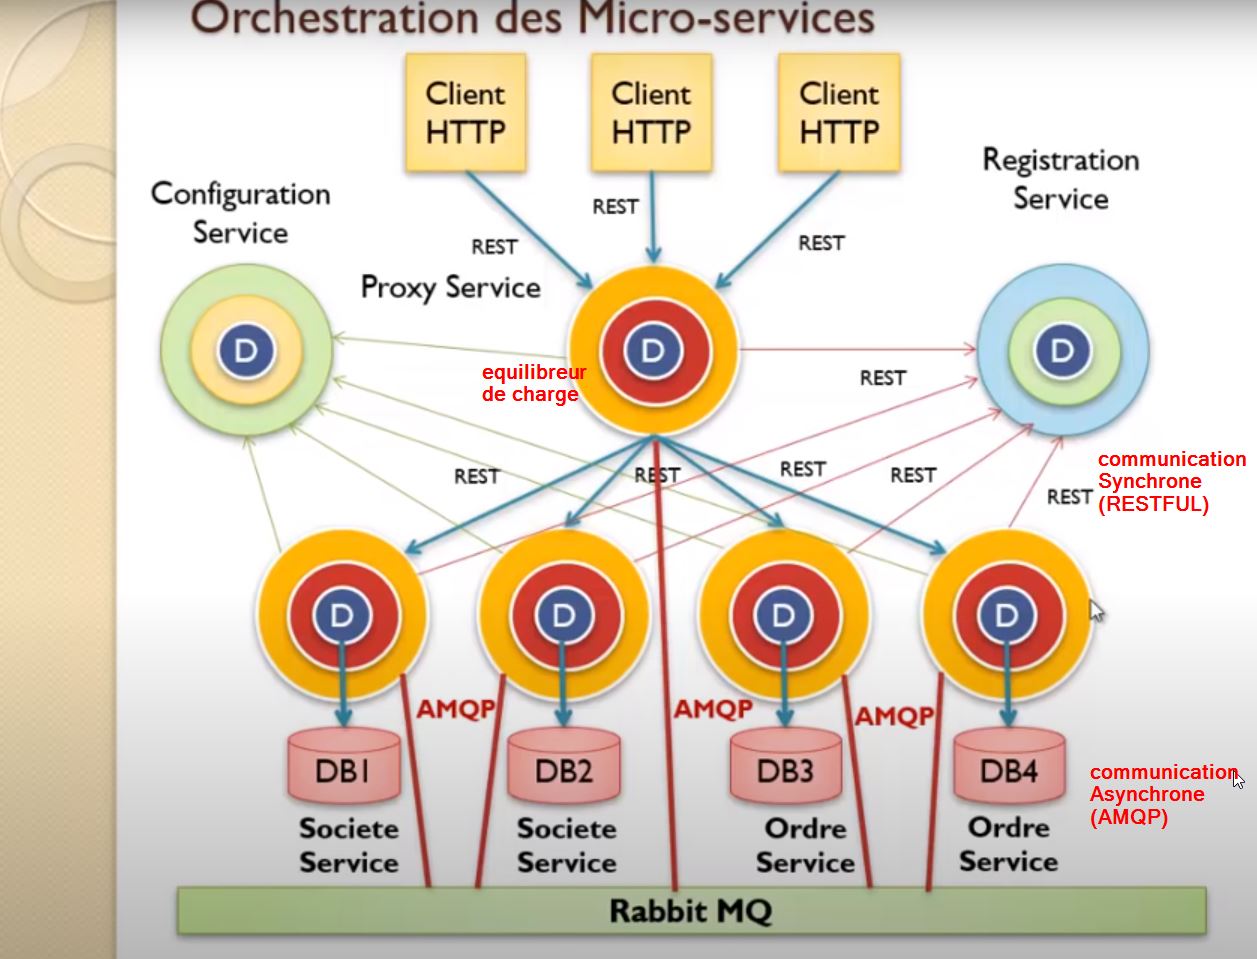 Orchestration des Micro-services
Client
HTTP
Client
HTTP
Client
HTTP
Registration
Service
Configuration
Service
REST
REST
REST
Proxy Service
D
D
D
equilibreur
de charge
REST
REST
REST
REST
REST
REST
communication
Synchrone
(RESTFUL)
D
D
D
D
AMQP
AMQP
AMQP
DB1
DB2
DB3
DB4
communication
Asynchrone
(AMQP)
Societe
Service
Societe
Service
Ordre
Service
Ordre
Service
Rabbit MQ